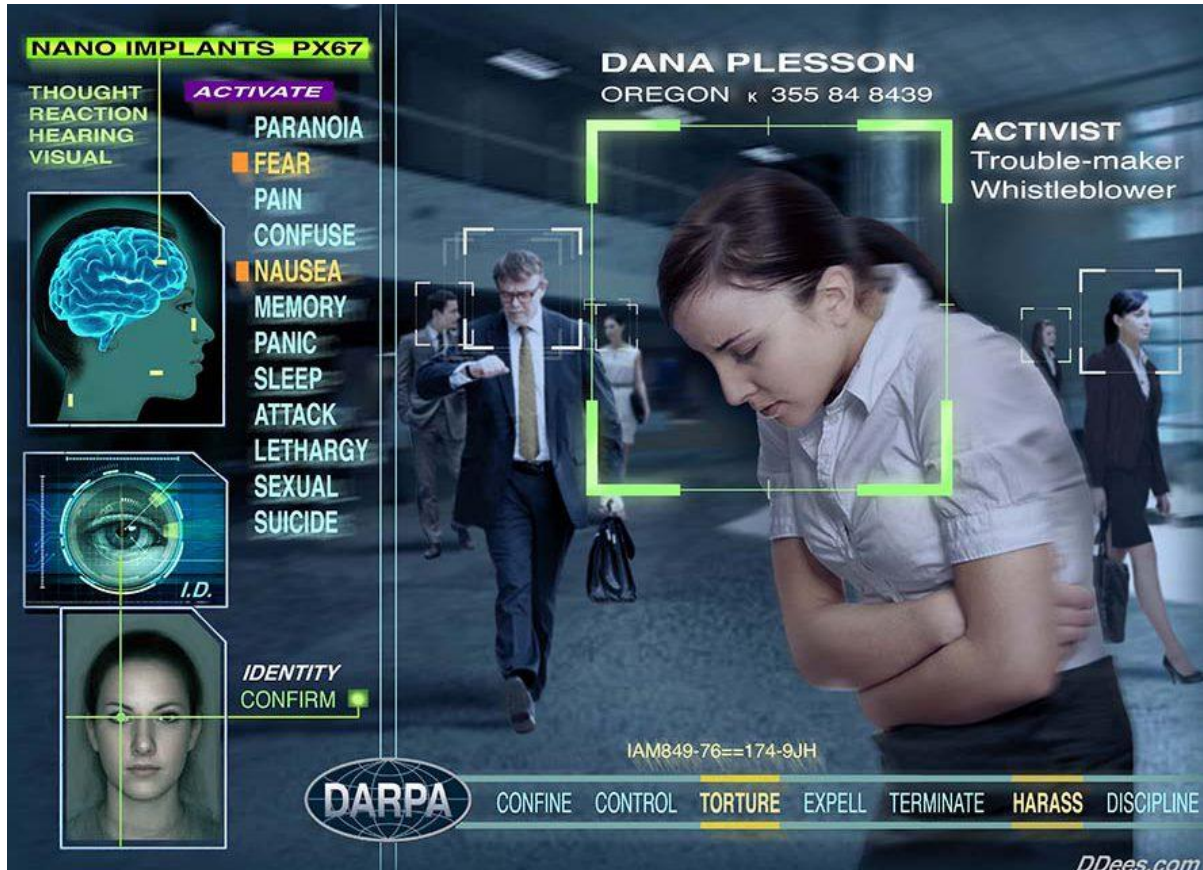 NANO IMPLANTS PX67
THOUGHT
REACTION
HEARING
VISUAL
ACTIVATE
PARANOIA
FEAR
PAIN
CONFUSE
NAUSEA
MEMORY
PANIC
SLEEP
ATTACK
LETHARGY
SEXUAL
SUICIDE
I.D.
IDENTITY
CONFIRM
DANA PLESSON
OREGON K 355 84 8439
ACTIVIST
Trouble-maker
Whistleblower
IAM849-76==174-9JH
DARPA
CONFINE CONTROL TORTURE EXPELL TERMINATE HARASS DISCIPLINE
DDees.com